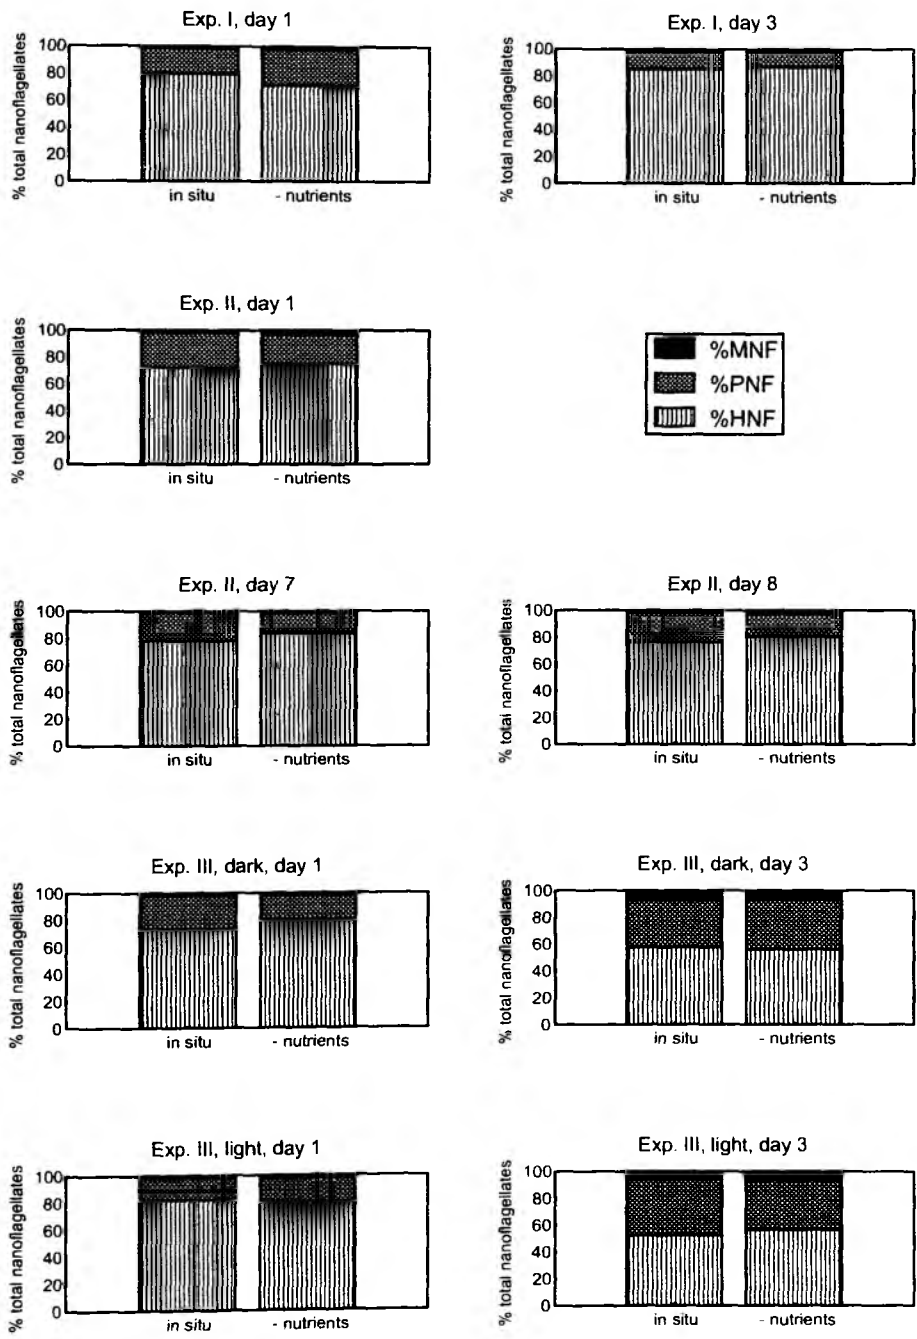 Exp. I, day 1
% total nanoflagellates
100
80
60
40
20
0
in situ
- nutrients
Exp. I, day 3
% total nanoflagellates
100
80
60
40
20
0
in situ
- nutrients
Exp. II, day 1
% total nanoflagellates
100
80
60
40
20
0
in situ
- nutrients
%MNF
%PNF
%HNF
Exp. II, day 7
% total nanoflagellates
100
80
60
40
20
0
in situ
- nutrients
Exp II, day 8
% total nanoflagellates
100
80
60
40
20
0
in situ
- nutrients
Exp. III, dark, day 1
% total nanoflagellates
100
80
60
40
20
0
in situ
- nutrients
Exp. III, dark, day 3
% total nanoflagellates
100
80
60
40
20
0
in situ
- nutrients
Exp. III, light, day 1
% total nanoflagellates
100
80
60
40
20
0
in situ
- nutrients
Exp. III, light, day 3
% total nanoflagellates
100
80
60
40
20
0
in situ
- nutrients